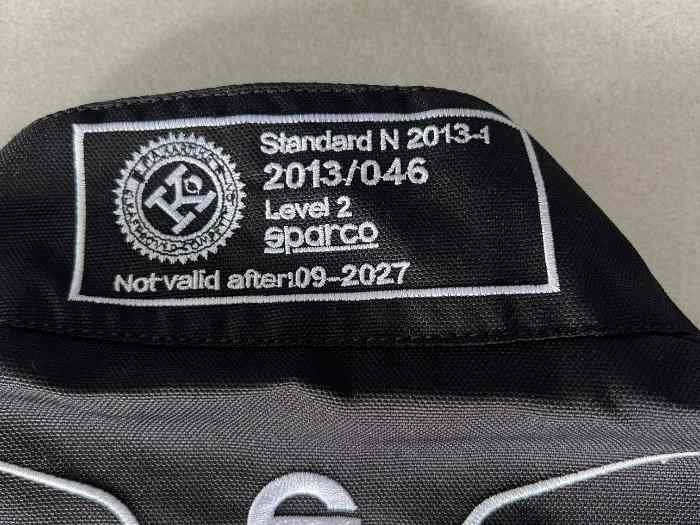 Standard N 2013-1
2013/046
Level 2
sparco
Not valid after:09-2027